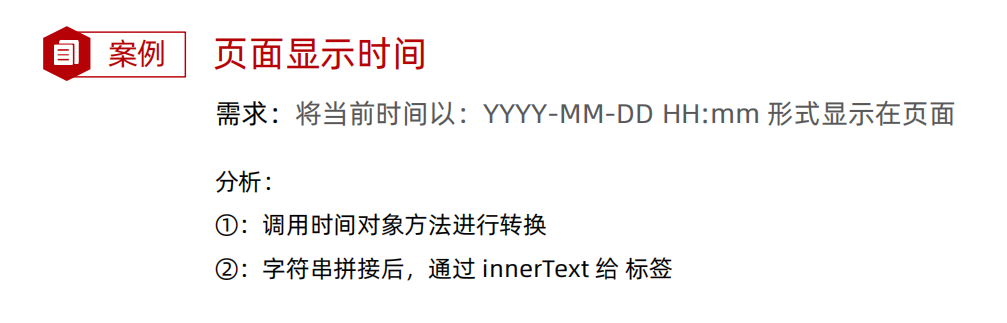 案例
页面显示时间
需求：将当前时间以：YYYY-MM-DD HH:mm 形式显示在页面
分析：
①：调用时间对象方法进行转换
②：字符串拼接后，通过 innerText 给 标签